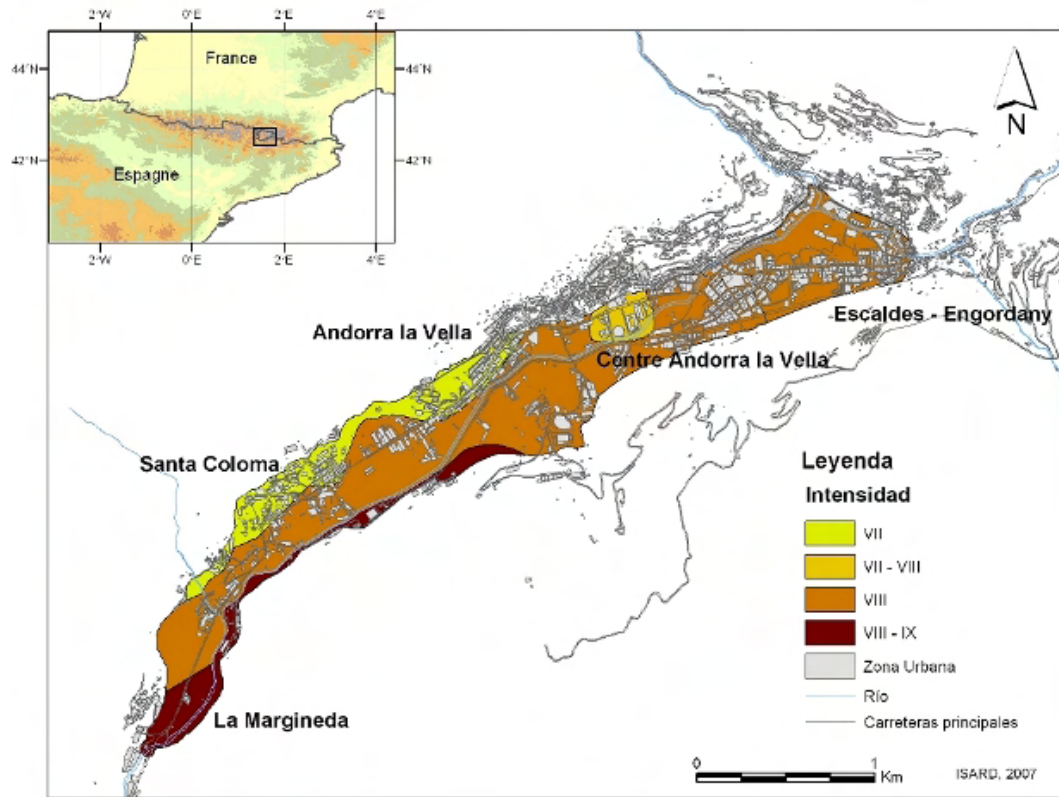 2°W 0°E 2°E 4°E
France
44°N 44°N
42°N 42°N
Espagne
2°W 0°E 2°E 4°E
N
Escaldes - Engordany
Andorra la Vella
Centre Andorra la Vella
Santa Coloma
La Margineda
Leyenda
Intensidad
VII
VII - VIII
VIII
VIII - IX
Zona Urbana
Río
Carreteras principales
0 1
Km
ISARD, 2007